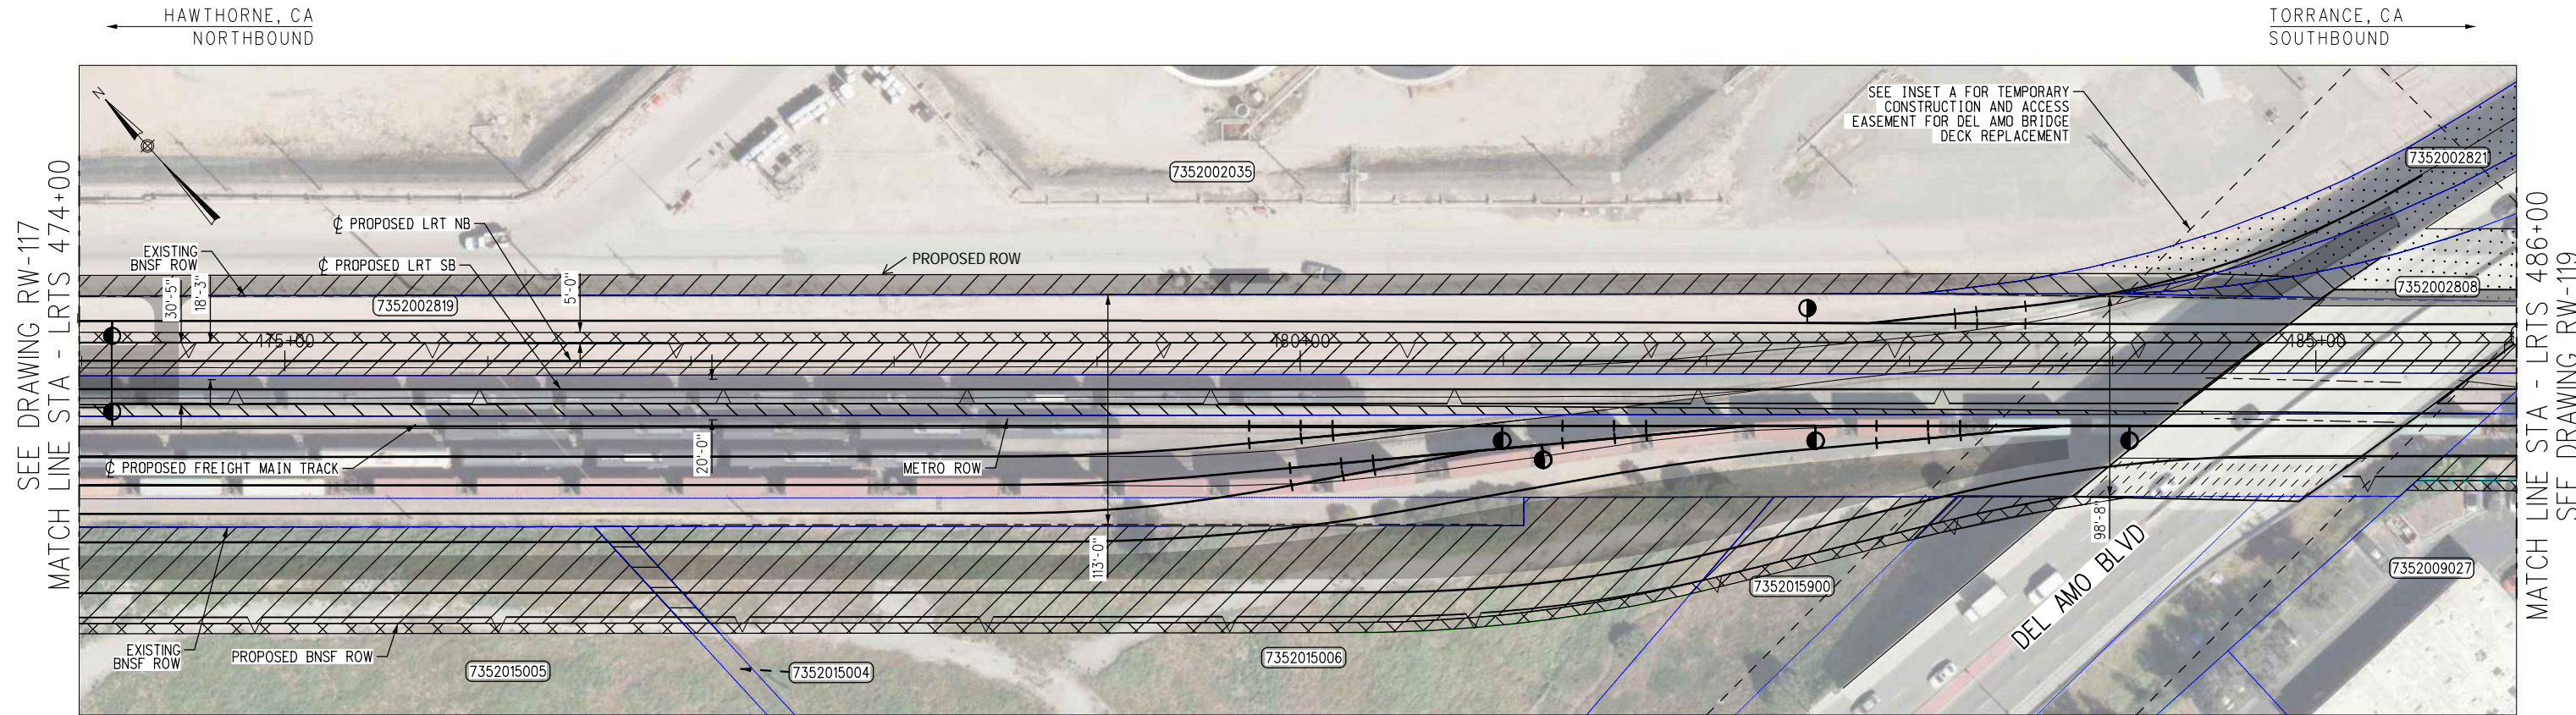 HAWTHORNE, CA
NORTHBOUND
TORRANCE, CA
SOUTHBOUND
SEE DRAWING RW-117
MATCH LINE STA - LRTS 474+00
N
SEE INSET A FOR TEMPORARY
CONSTRUCTION AND ACCESS
EASEMENT FOR DEL AMO BRIDGE
DECK REPLACEMENT
7352002821
7352002035
℄ PROPOSED LRT NB
EXISTING
BNSF ROW
℄ PROPOSED LRT SB
PROPOSED ROW
30'-5"
18'-3"
7352002819
5'-0"
7352002808
475+00
480+00
485+00
℄ PROPOSED FREIGHT MAIN TRACK
20'-0"
METRO ROW
113'-0"
98'-8"
DEL AMO BLVD
7352009027
7352015900
EXISTING
BNSF ROW
PROPOSED BNSF ROW
7352015005
7352015004
7352015006
MATCH LINE STA - LRTS 486+00
SEE DRAWING RW-119